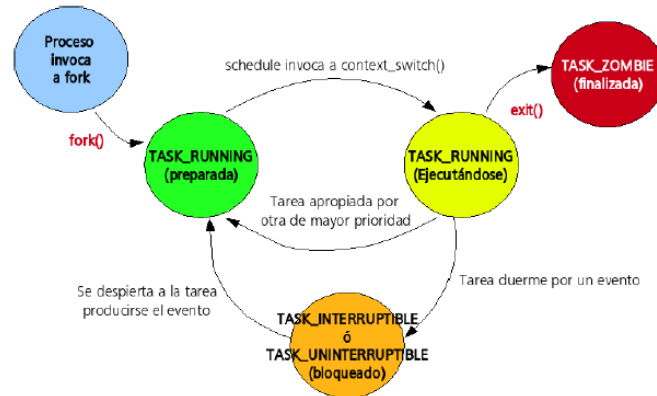 Proceso
invoca
a fork
fork()
schedule invoca a context_switch()
TASK_ZOMBIE
(finalizada)
exit()
TASK_RUNNING
(preparada)
TASK_RUNNING
(Ejecutándose)
Tarea apropiada por
otra de mayor prioridad
Se despierta a la tarea
producirse el evento
Tarea duerme por un evento
TASK_INTERRUPTIBLE
ó
TASK_UNINTERRUPTIBLE
(bloqueado)